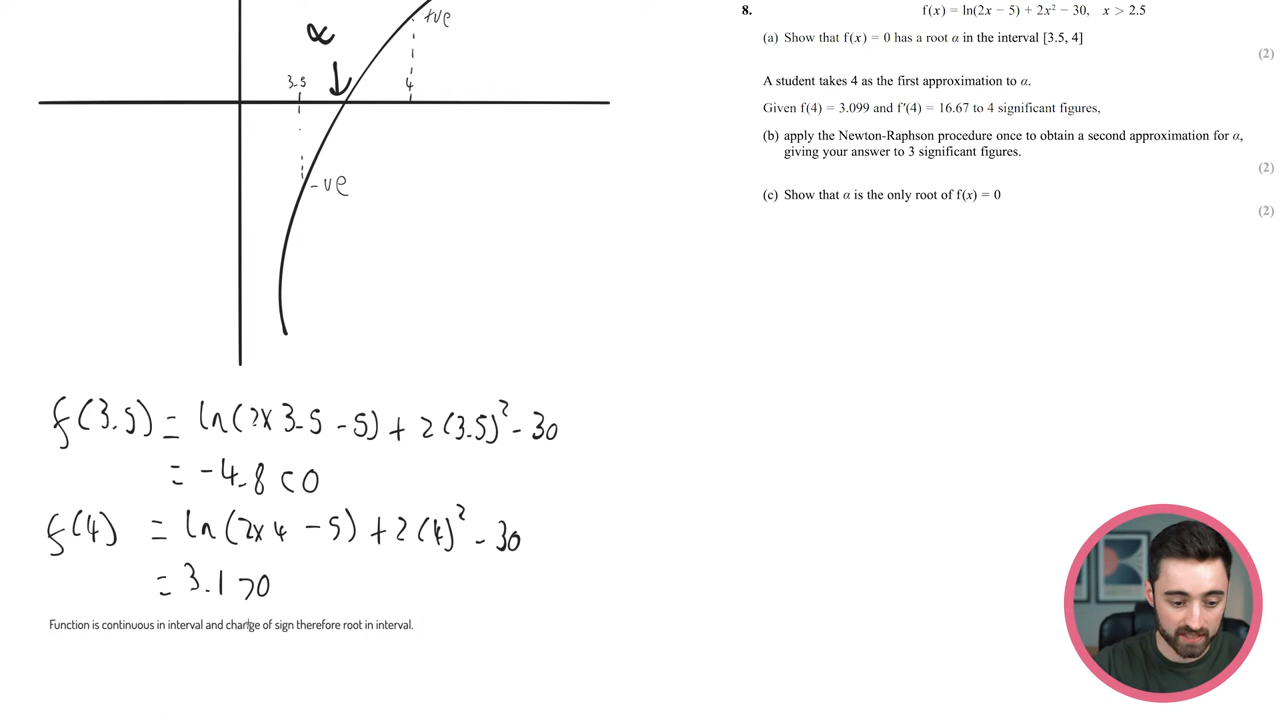 +ve
α
3.5
4
-ve
f(3.5) = ln(2x 3.5 - 5) + 2(3.5)² - 30
= -4.8 < 0
f(4) = ln(2x 4 - 5) + 2(4)² - 30
= 3.1 > 0
Function is continuous in interval and change of sign therefore root in interval.
8. f(x) = ln(2x − 5) + 2x² − 30, x > 2.5
(a) Show that f(x) = 0 has a root α in the interval [3.5, 4]
(2)
A student takes 4 as the first approximation to α.
Given f(4) = 3.099 and f′(4) = 16.67 to 4 significant figures,
(b) apply the Newton-Raphson procedure once to obtain a second approximation for α,
giving your answer to 3 significant figures.
(2)
(c) Show that α is the only root of f(x) = 0
(2)